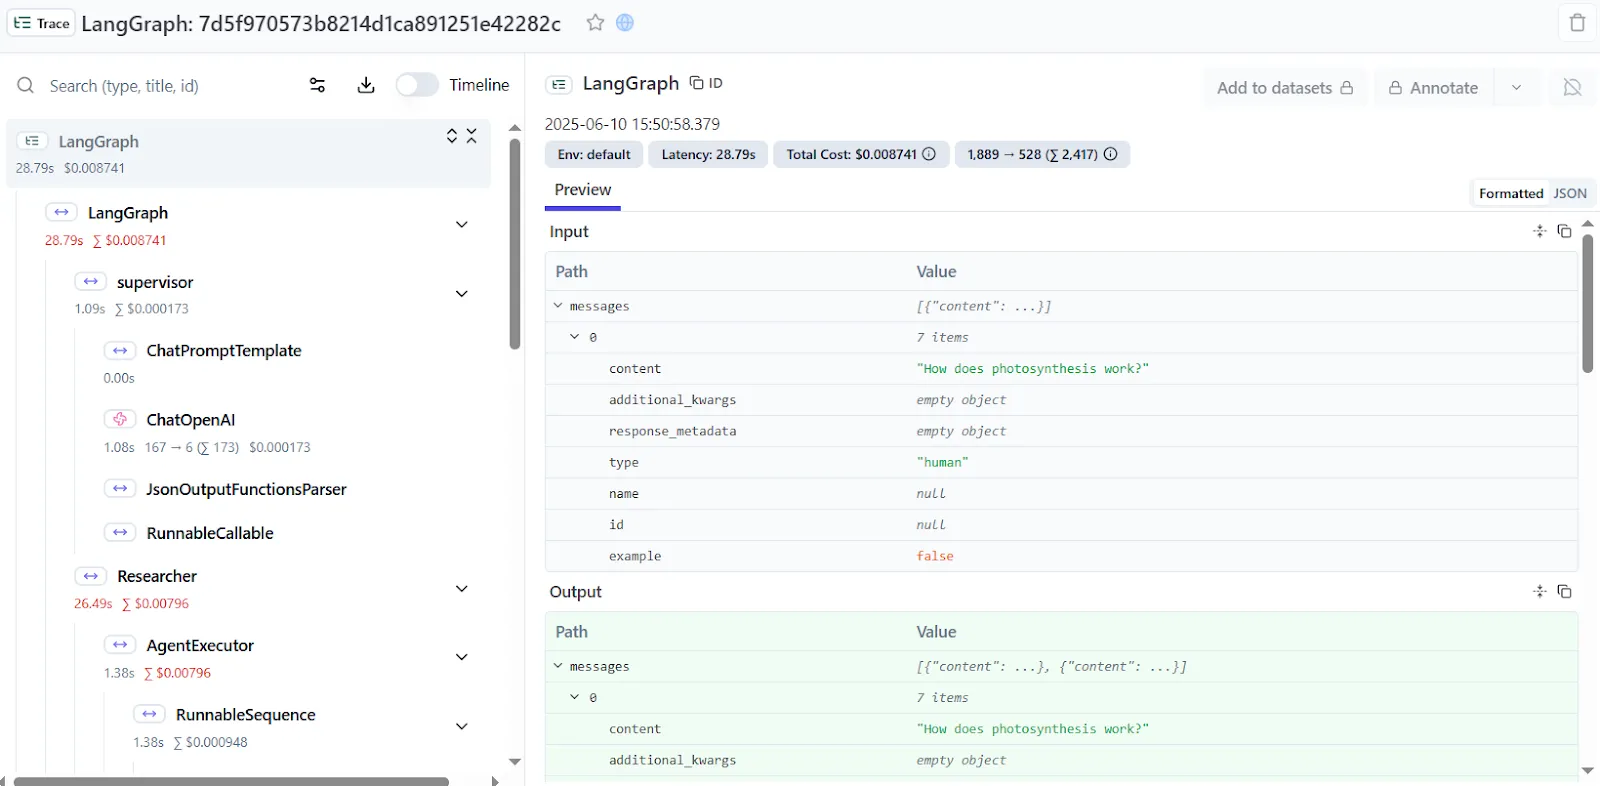 Trace LangGraph: 7d5f970573b8214d1ca891251e42282c
Search (type, title, id)
Timeline
LangGraph
28.79s $0.008741
LangGraph
28.79s ∑ $0.008741
supervisor
1.09s ∑ $0.000173
ChatPromptTemplate
0.00s
ChatOpenAI
1.08s 167 → 6 (∑ 173) $0.000173
JsonOutputFunctionsParser
RunnableCallable
Researcher
26.49s ∑ $0.00796
AgentExecutor
1.38s ∑ $0.00796
RunnableSequence
1.38s ∑ $0.000948
LangGraph ID
Add to datasets
Annotate
2025-06-10 15:50:58.379
Env: default Latency: 28.79s Total Cost: $0.008741 1,889 → 528 (∑ 2,417)
Preview
Formatted JSON
Input
Path Value
messages [{"content": ...}]
0 7 items
content "How does photosynthesis work?"
additional_kwargs empty object
response_metadata empty object
type "human"
name null
id null
example false
Output
Path Value
messages [{"content": ...}, {"content": ...}]
0 7 items
content "How does photosynthesis work?"
additional_kwargs empty object